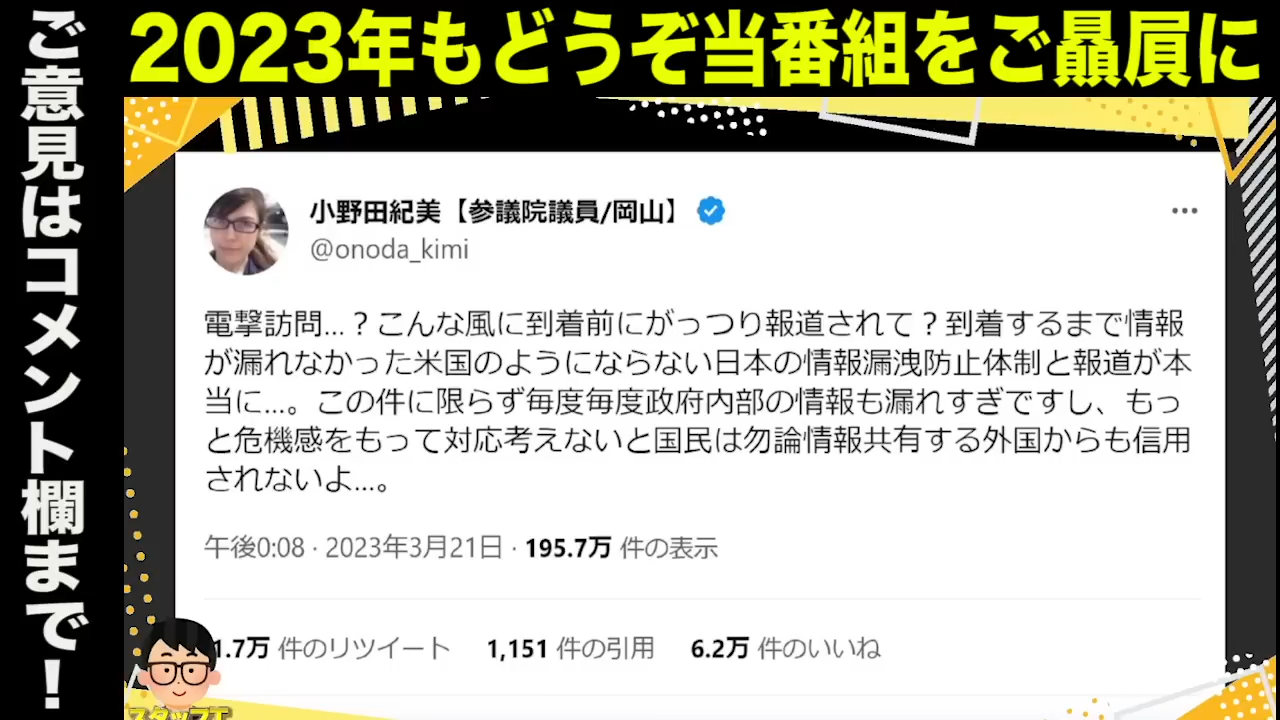 2023年もどうぞ当番組をご贔屓に
ご意見はコメント欄まで!
小野田紀美【参議院議員/岡山】
@onoda_kimi
電撃訪問...？こんな風に到着前にがっつり報道されて？到着するまで情報
が漏れなかった米国のようにならない日本の情報漏洩防止体制と報道が本
当に...。この件に限らず毎度毎度政府内部の情報も漏れすぎですし、もっ
と危機感をもって対応考えないと国民は勿論情報共有する外国からも信用
されないよ...。
午後0:08 · 2023年3月21日 · 195.7万 件の表示
1.7万 件のリツイート 1,151 件の引用 6.2万 件のいいね